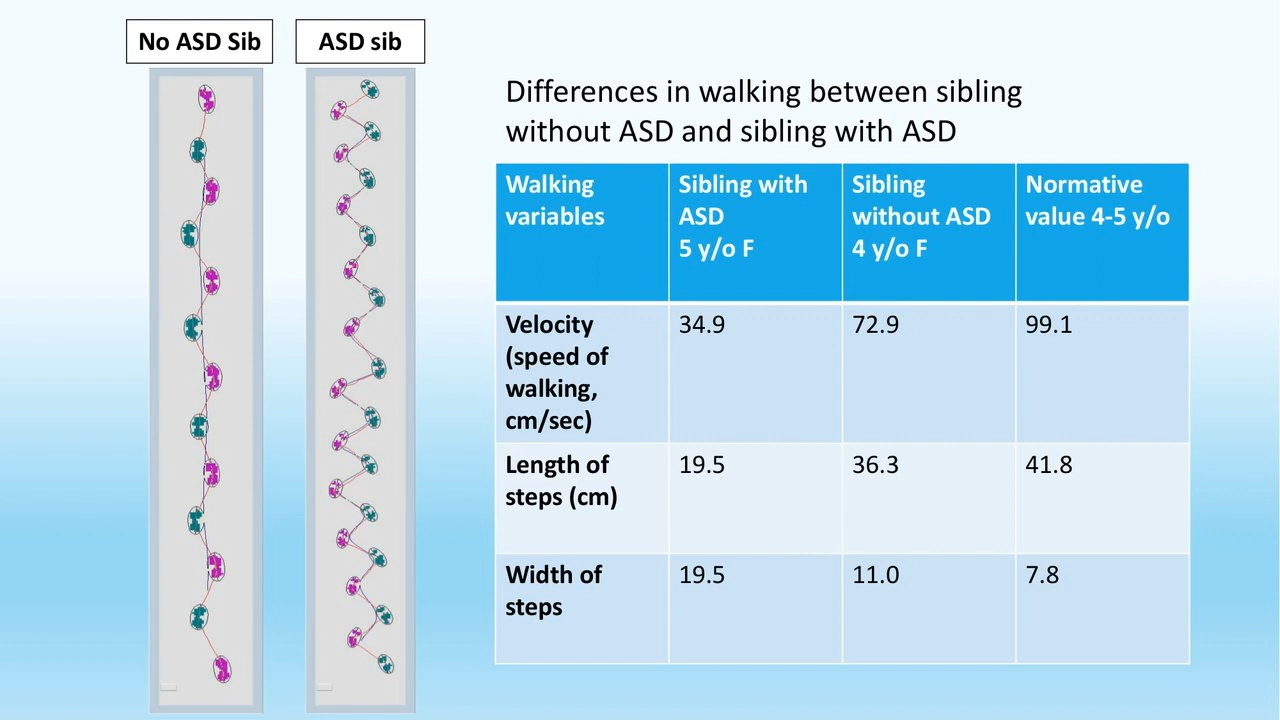 No ASD Sib
ASD sib
Differences in walking between sibling
without ASD and sibling with ASD
Walking
variables
Sibling with
ASD
5 y/o F
Sibling
without ASD
4 y/o F
Normative
value 4-5 y/o
Velocity
(speed of
walking,
cm/sec)
34.9
72.9
99.1
Length of
steps (cm)
19.5
36.3
41.8
Width of
steps
19.5
11.0
7.8